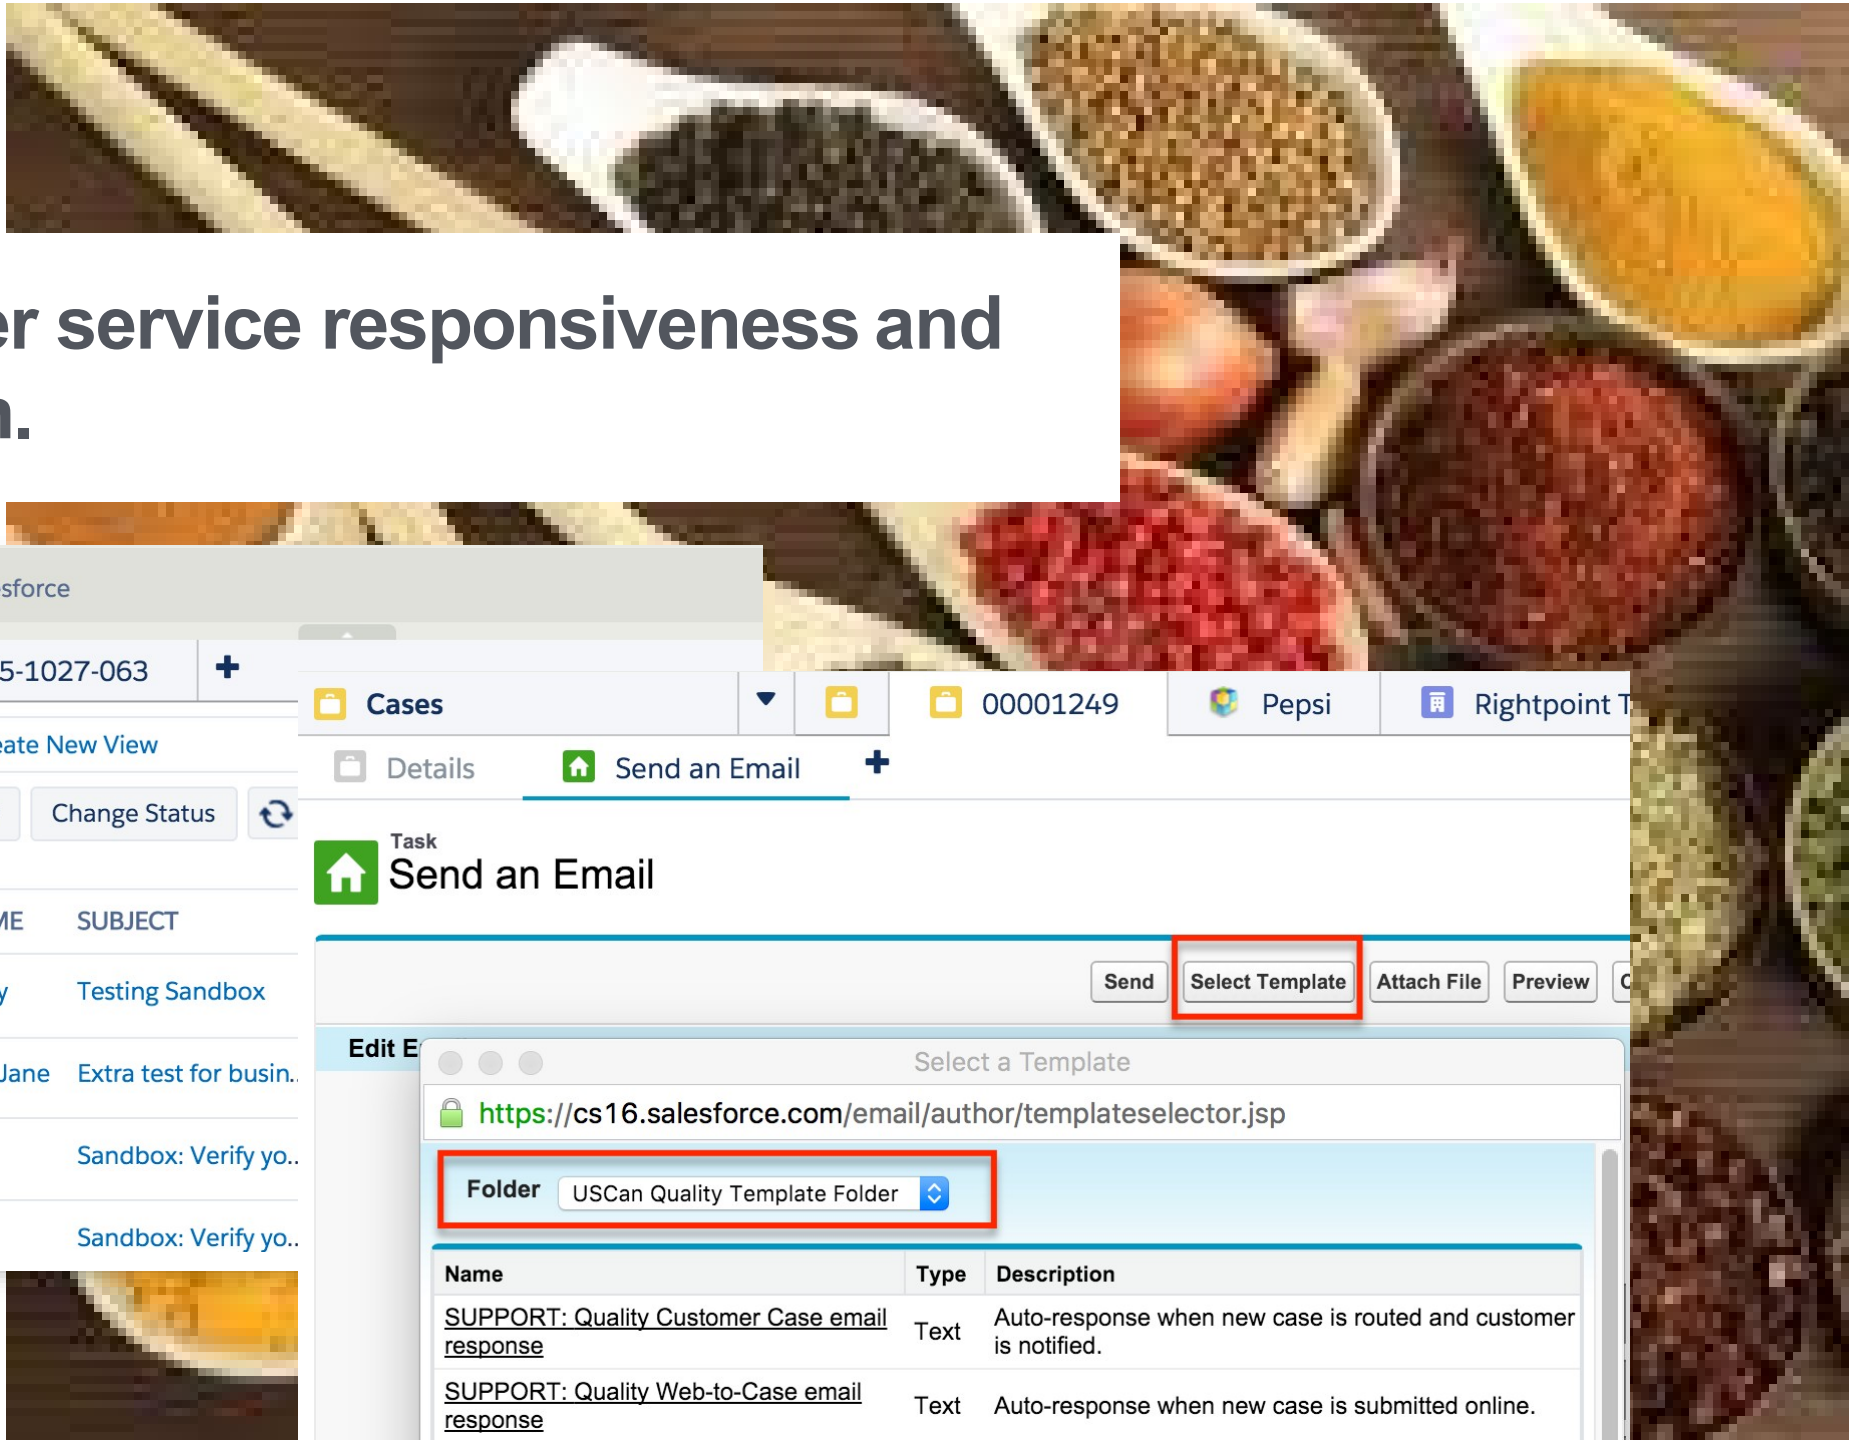 er service responsiveness and
n.
sforce
5-1027-063
eate New View
Change Status
ME SUBJECT
y Testing Sandbox
Jane Extra test for busin..
Sandbox: Verify yo..
Sandbox: Verify yo..
Cases 00001249 Pepsi Rightpoint T
Details Send an Email
Task
Send an Email
Send Select Template Attach File Preview C
Edit E
Select a Template
https://cs16.salesforce.com/email/author/templateselector.jsp
Folder USCan Quality Template Folder
Name Type Description
SUPPORT: Quality Customer Case email response Text Auto-response when new case is routed and customer is notified.
SUPPORT: Quality Web-to-Case email response Text Auto-response when new case is submitted online.